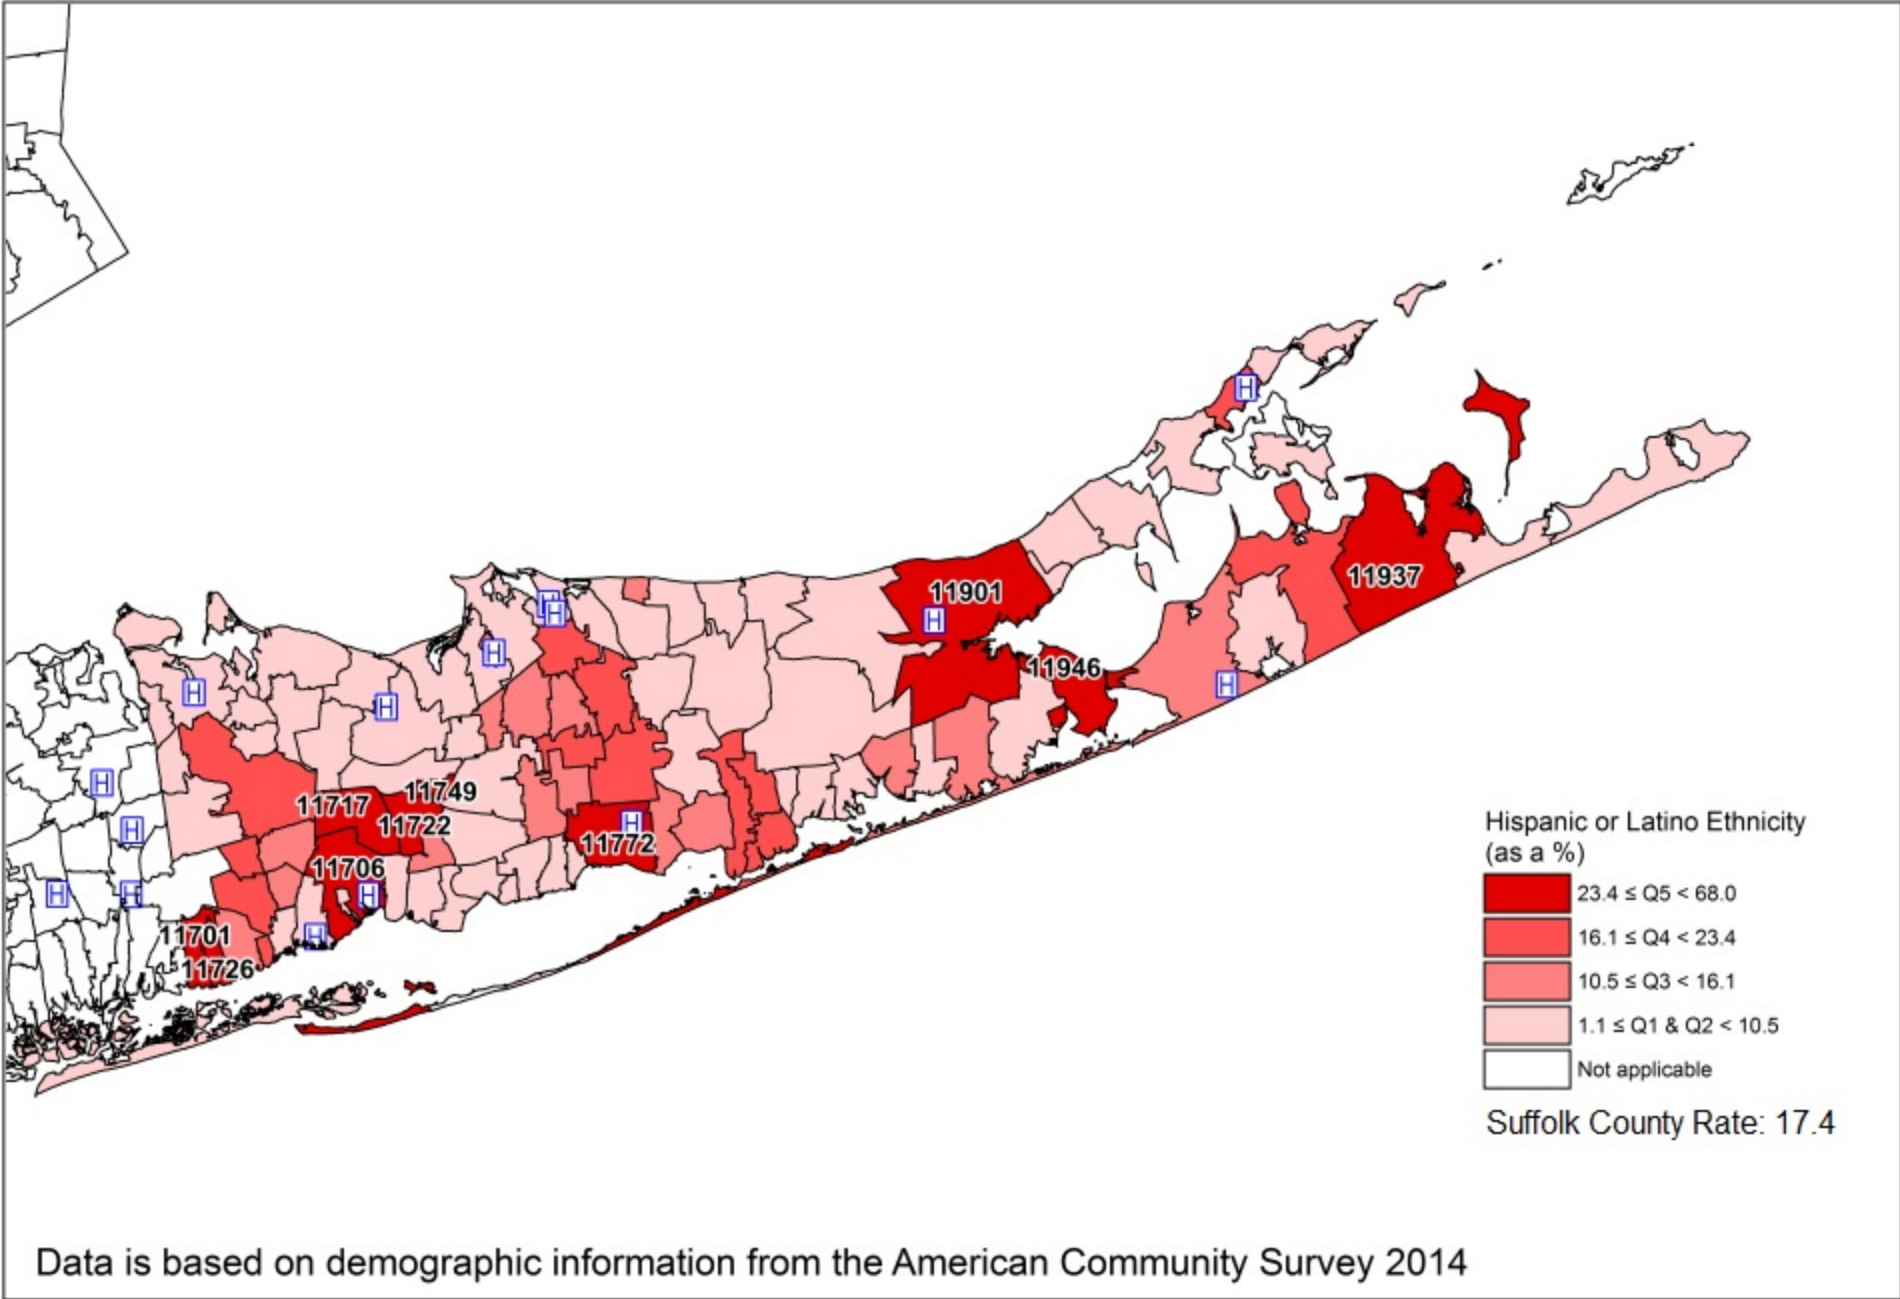 H
H
H
11901
H
11937
H
11946
H
H
H
H
11749
11717
11722
H
H
11772
11706
H
H
H
H
11701
11726
Hispanic or Latino Ethnicity
(as a %)
23.4 ≤ Q5 < 68.0
16.1 ≤ Q4 < 23.4
10.5 ≤ Q3 < 16.1
1.1 ≤ Q1 & Q2 < 10.5
Not applicable
Suffolk County Rate: 17.4
Data is based on demographic information from the American Community Survey 2014